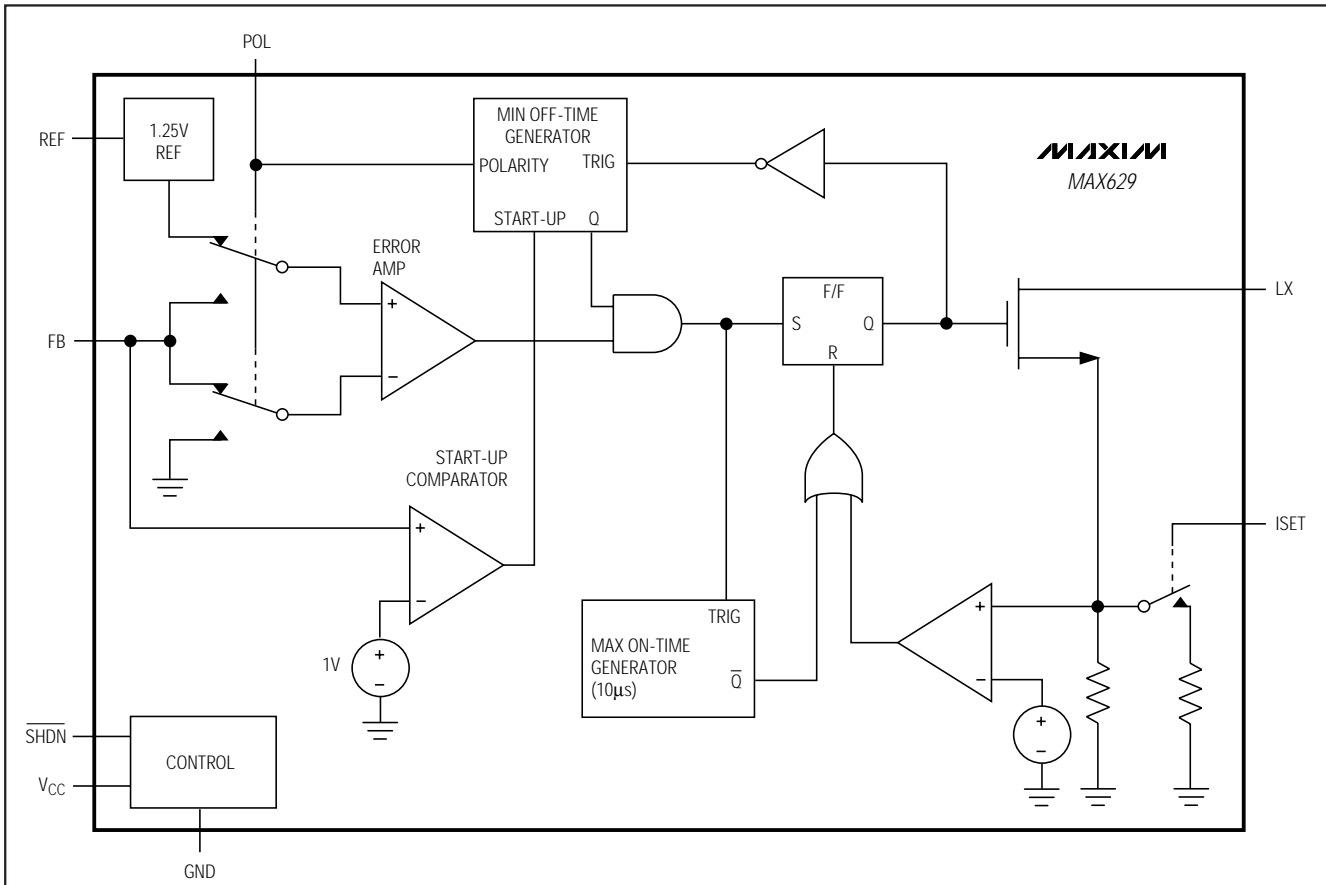 POL
REF
1.25V
REF
MIN OFF-TIME
GENERATOR
POLARITY
TRIG
START-UP
Q
MAXIM
MAX629
ERROR
AMP
+
−
FB
F/F
S
Q
R
LX
START-UP
COMPARATOR
+
−
1V
+
−
ISET
TRIG
MAX ON-TIME
GENERATOR
(10μs)
Q̅
+
−
+
−
S̅H̅D̅N̅
VCC
CONTROL
GND